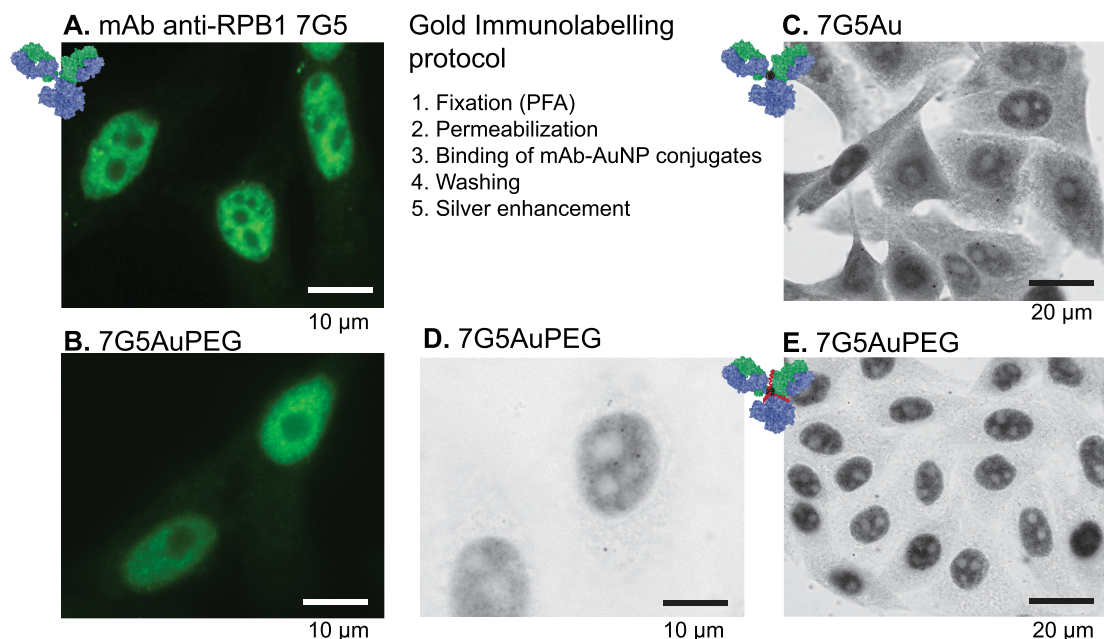 A. mAb anti-RPB1 7G5
10 µm
B. 7G5AuPEG
10 µm
Gold Immunolabelling
protocol
1. Fixation (PFA)
2. Permeabilization
3. Binding of mAb-AuNP conjugates
4. Washing
5. Silver enhancement
D. 7G5AuPEG
10 µm
C. 7G5Au
20 µm
E. 7G5AuPEG
20 µm